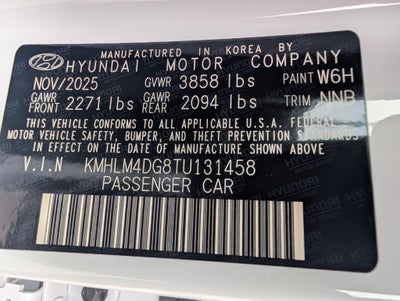 MANUFACTURED IN KOREA BY
HYUNDAI MOTOR COMPANY
NOV/2025 GVWR 3858 lbs PAINT W6H
GAWR FRONT 2271 lbs GAWR REAR 2094 lbs TRIM NNB
THIS VEHICLE CONFORMS TO ALL APPLICABLE U.S. FEDERAL
MOTOR VEHICLE SAFETY, BUMPER, AND THEFT PREVENTION STANDARDS
IN EFFECT ON THE DATE OF MANUFACTURE SHOWN ABOVE
V.I.N KMHLM4DG8TU131458
PASSENGER CAR